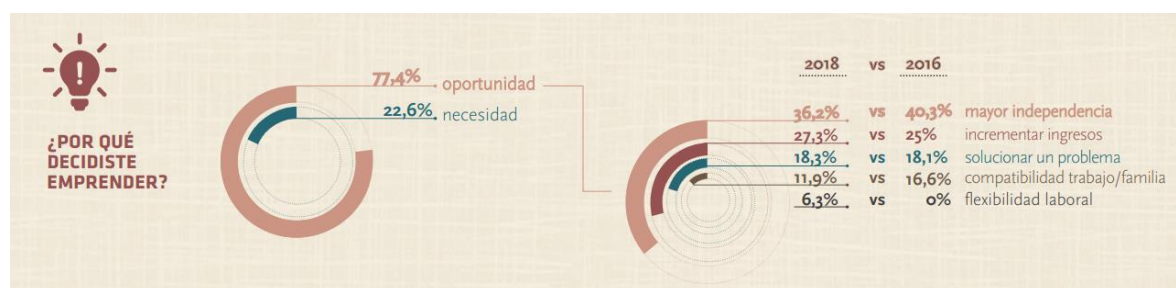 ¿POR QUÉ
DECIDISTE
EMPRENDER?
77,4% oportunidad
22,6% necesidad
2018 vs 2016
36,2% vs 40,3% mayor independencia
27,3% vs 25% incrementar ingresos
18,3% vs 18,1% solucionar un problema
11,9% vs 16,6% compatibilidad trabajo/familia
6,3% vs 0% flexibilidad laboral